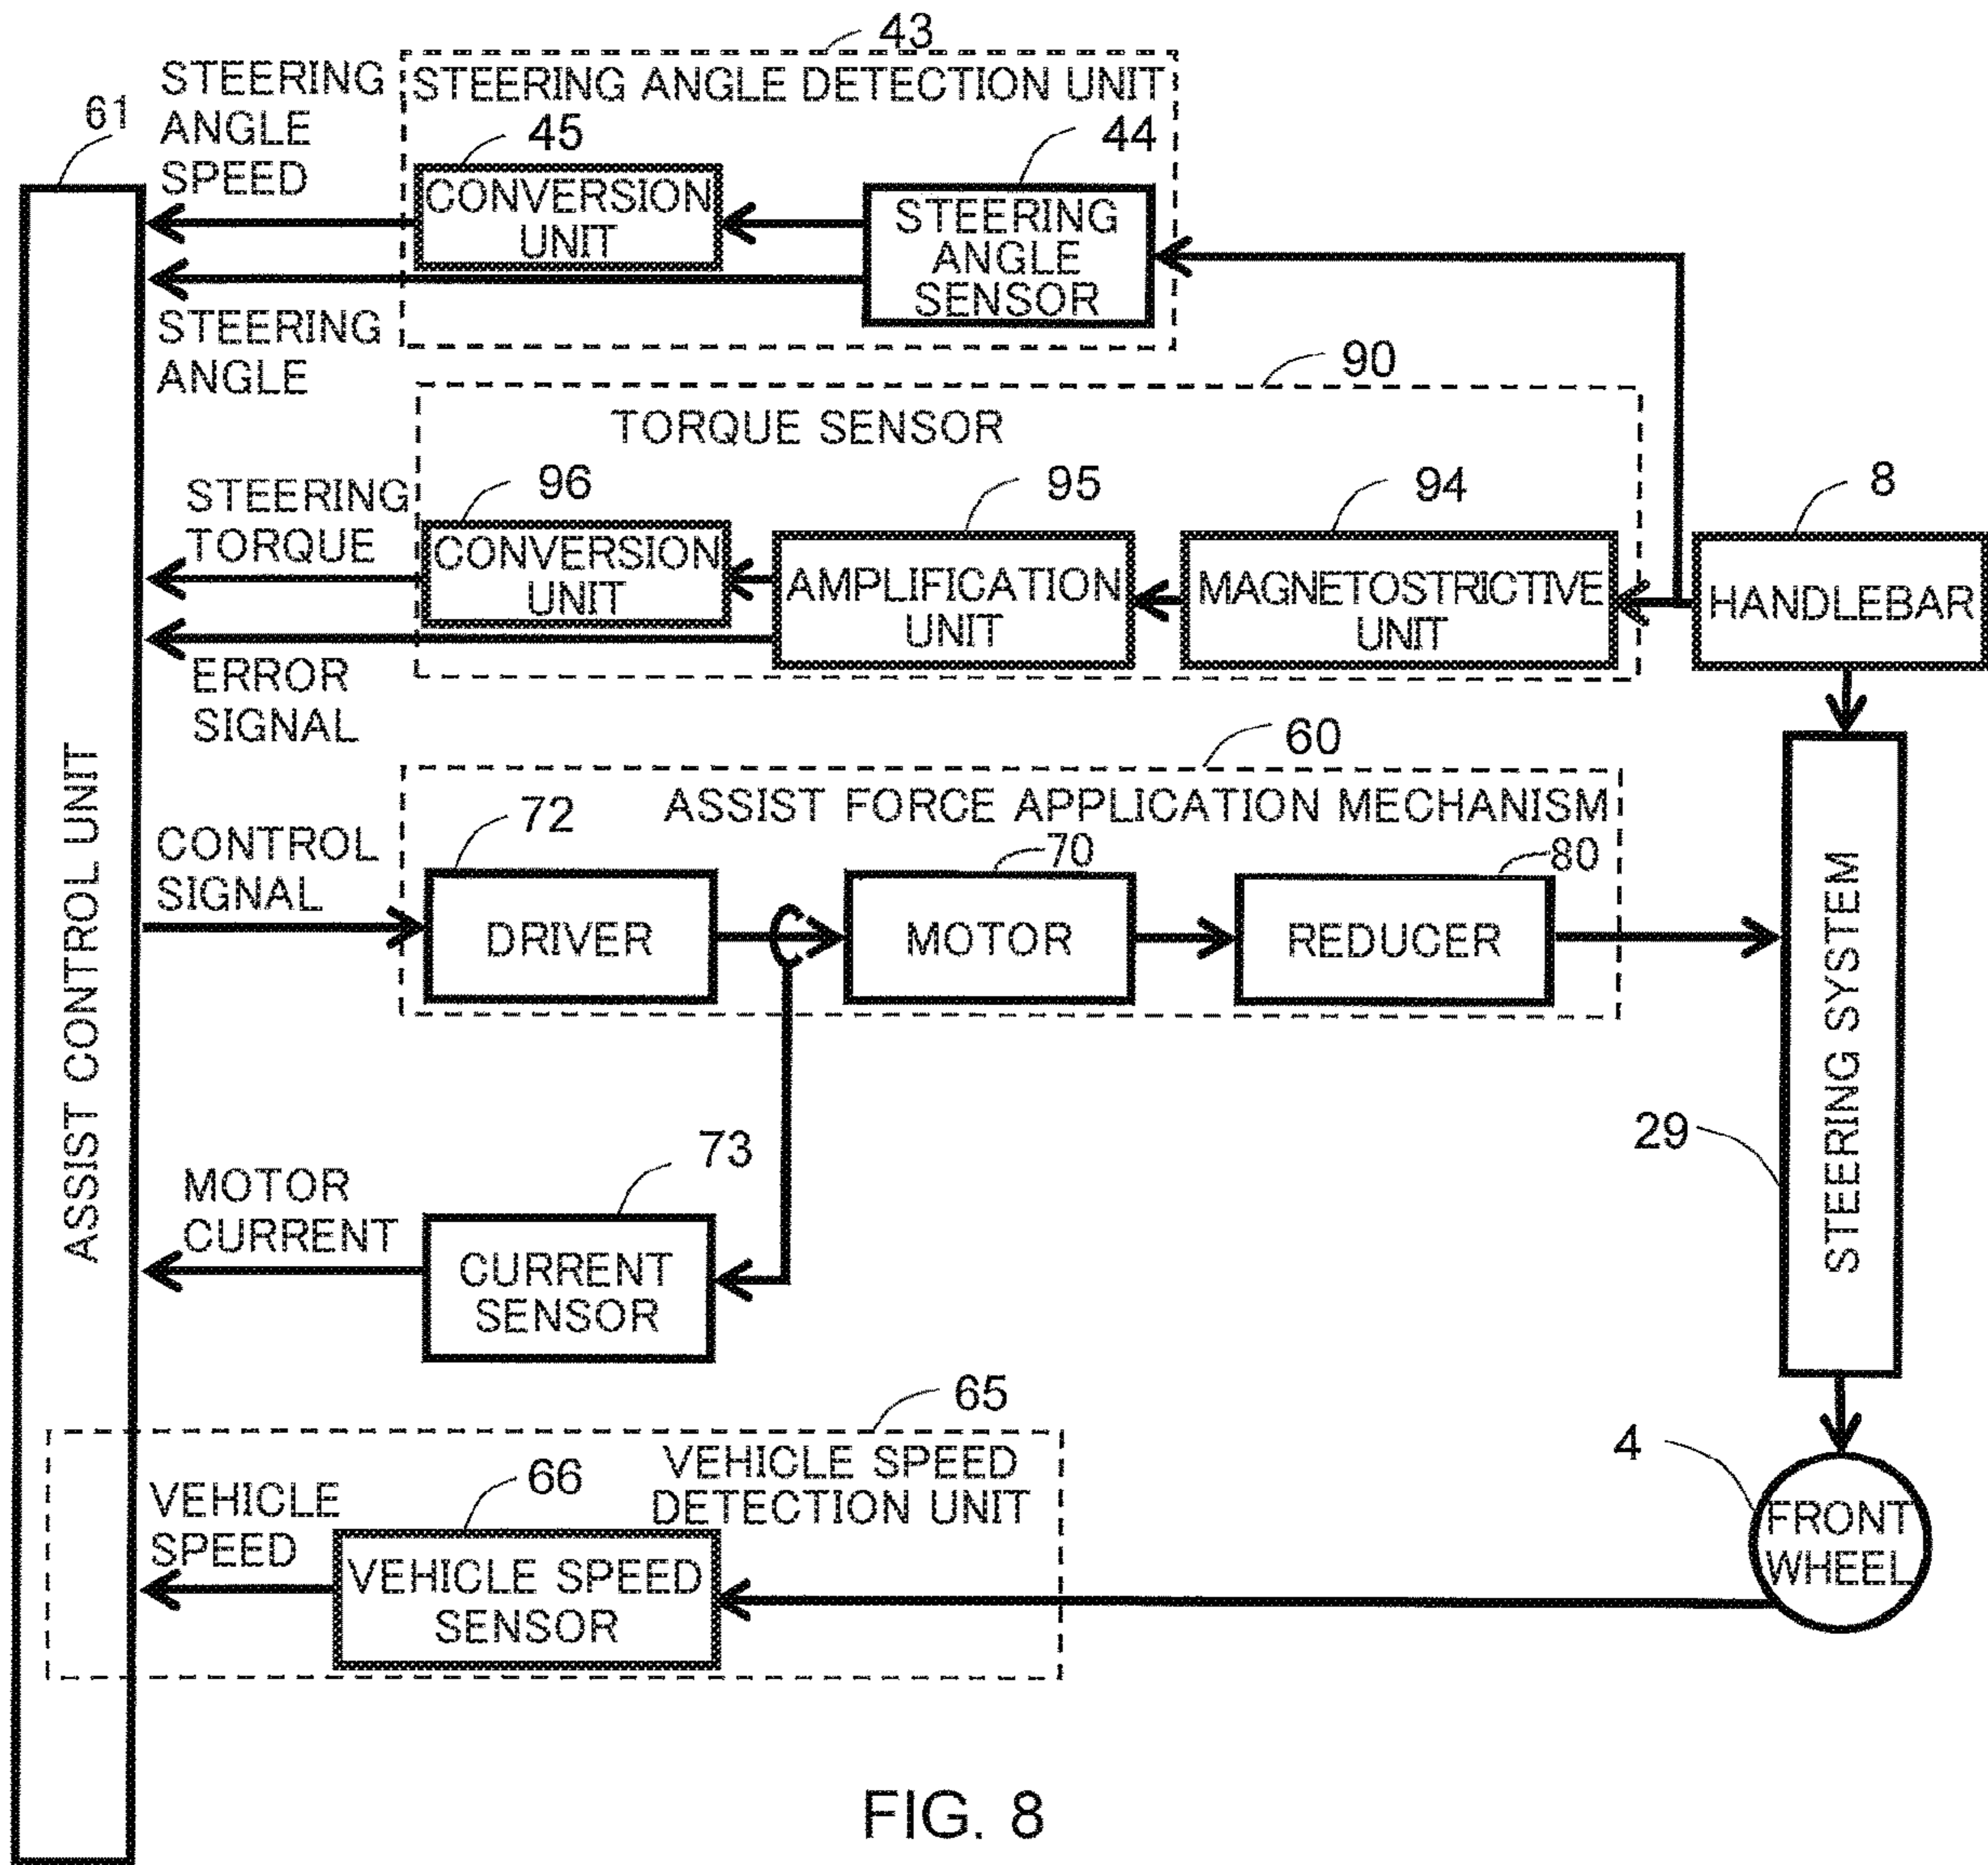 43
STEERING
ANGLE
SPEED
STEERING ANGLE DETECTION UNIT
61
45
44
CONVERSION
UNIT
STEERING
ANGLE
SENSOR
STEERING
ANGLE
90
TORQUE SENSOR
STEERING
TORQUE
96
95
94
8
CONVERSION
UNIT
AMPLIFICATION
UNIT
MAGNETOSTRICTIVE
UNIT
HANDLEBAR
ERROR
SIGNAL
60
ASSIST FORCE APPLICATION MECHANISM
ASSIST CONTROL UNIT
CONTROL
SIGNAL
72
70
80
DRIVER
MOTOR
REDUCER
STEERING SYSTEM
29
73
MOTOR
CURRENT
CURRENT
SENSOR
65
VEHICLE SPEED
DETECTION UNIT
4
66
VEHICLE
SPEED
VEHICLE SPEED
SENSOR
FRONT
WHEEL
FIG. 8